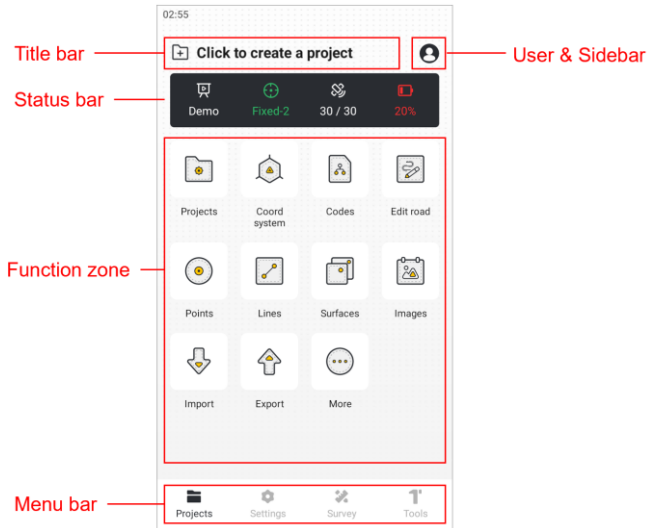 02:55
Title bar
Click to create a project
User & Sidebar
Status bar
Demo
Fixed-2
30 / 30
20%
Function zone
Projects
Coord
system
Codes
Edit road
Points
Lines
Surfaces
Images
Import
Export
More
Menu bar
Projects
Settings
Survey
Tools